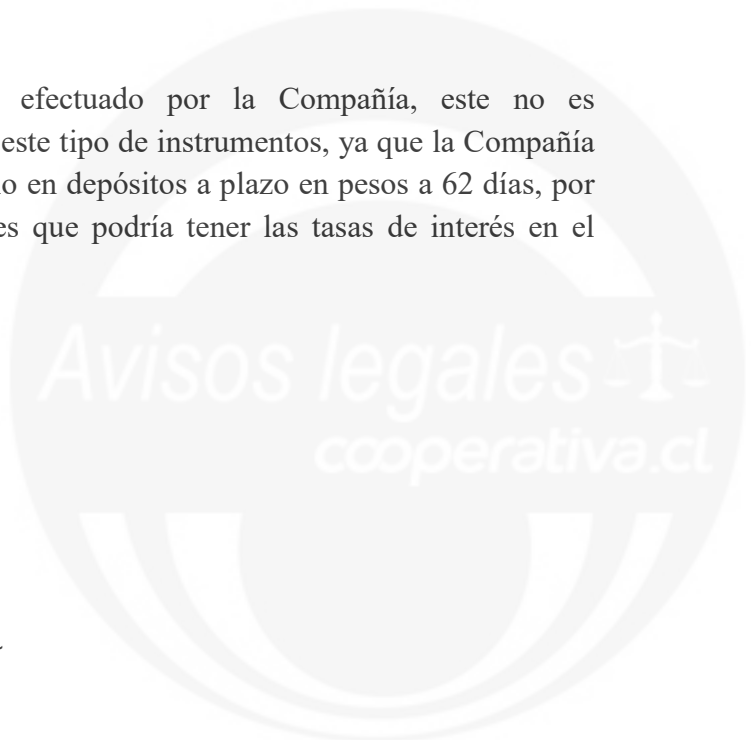 efectuado por la Compañía, este no es
este tipo de instrumentos, ya que la Compañía
en depósitos a plazo en pesos a 62 días, por
que podría tener las tasas de interés en el
Avisos legales
cooperativa.cl